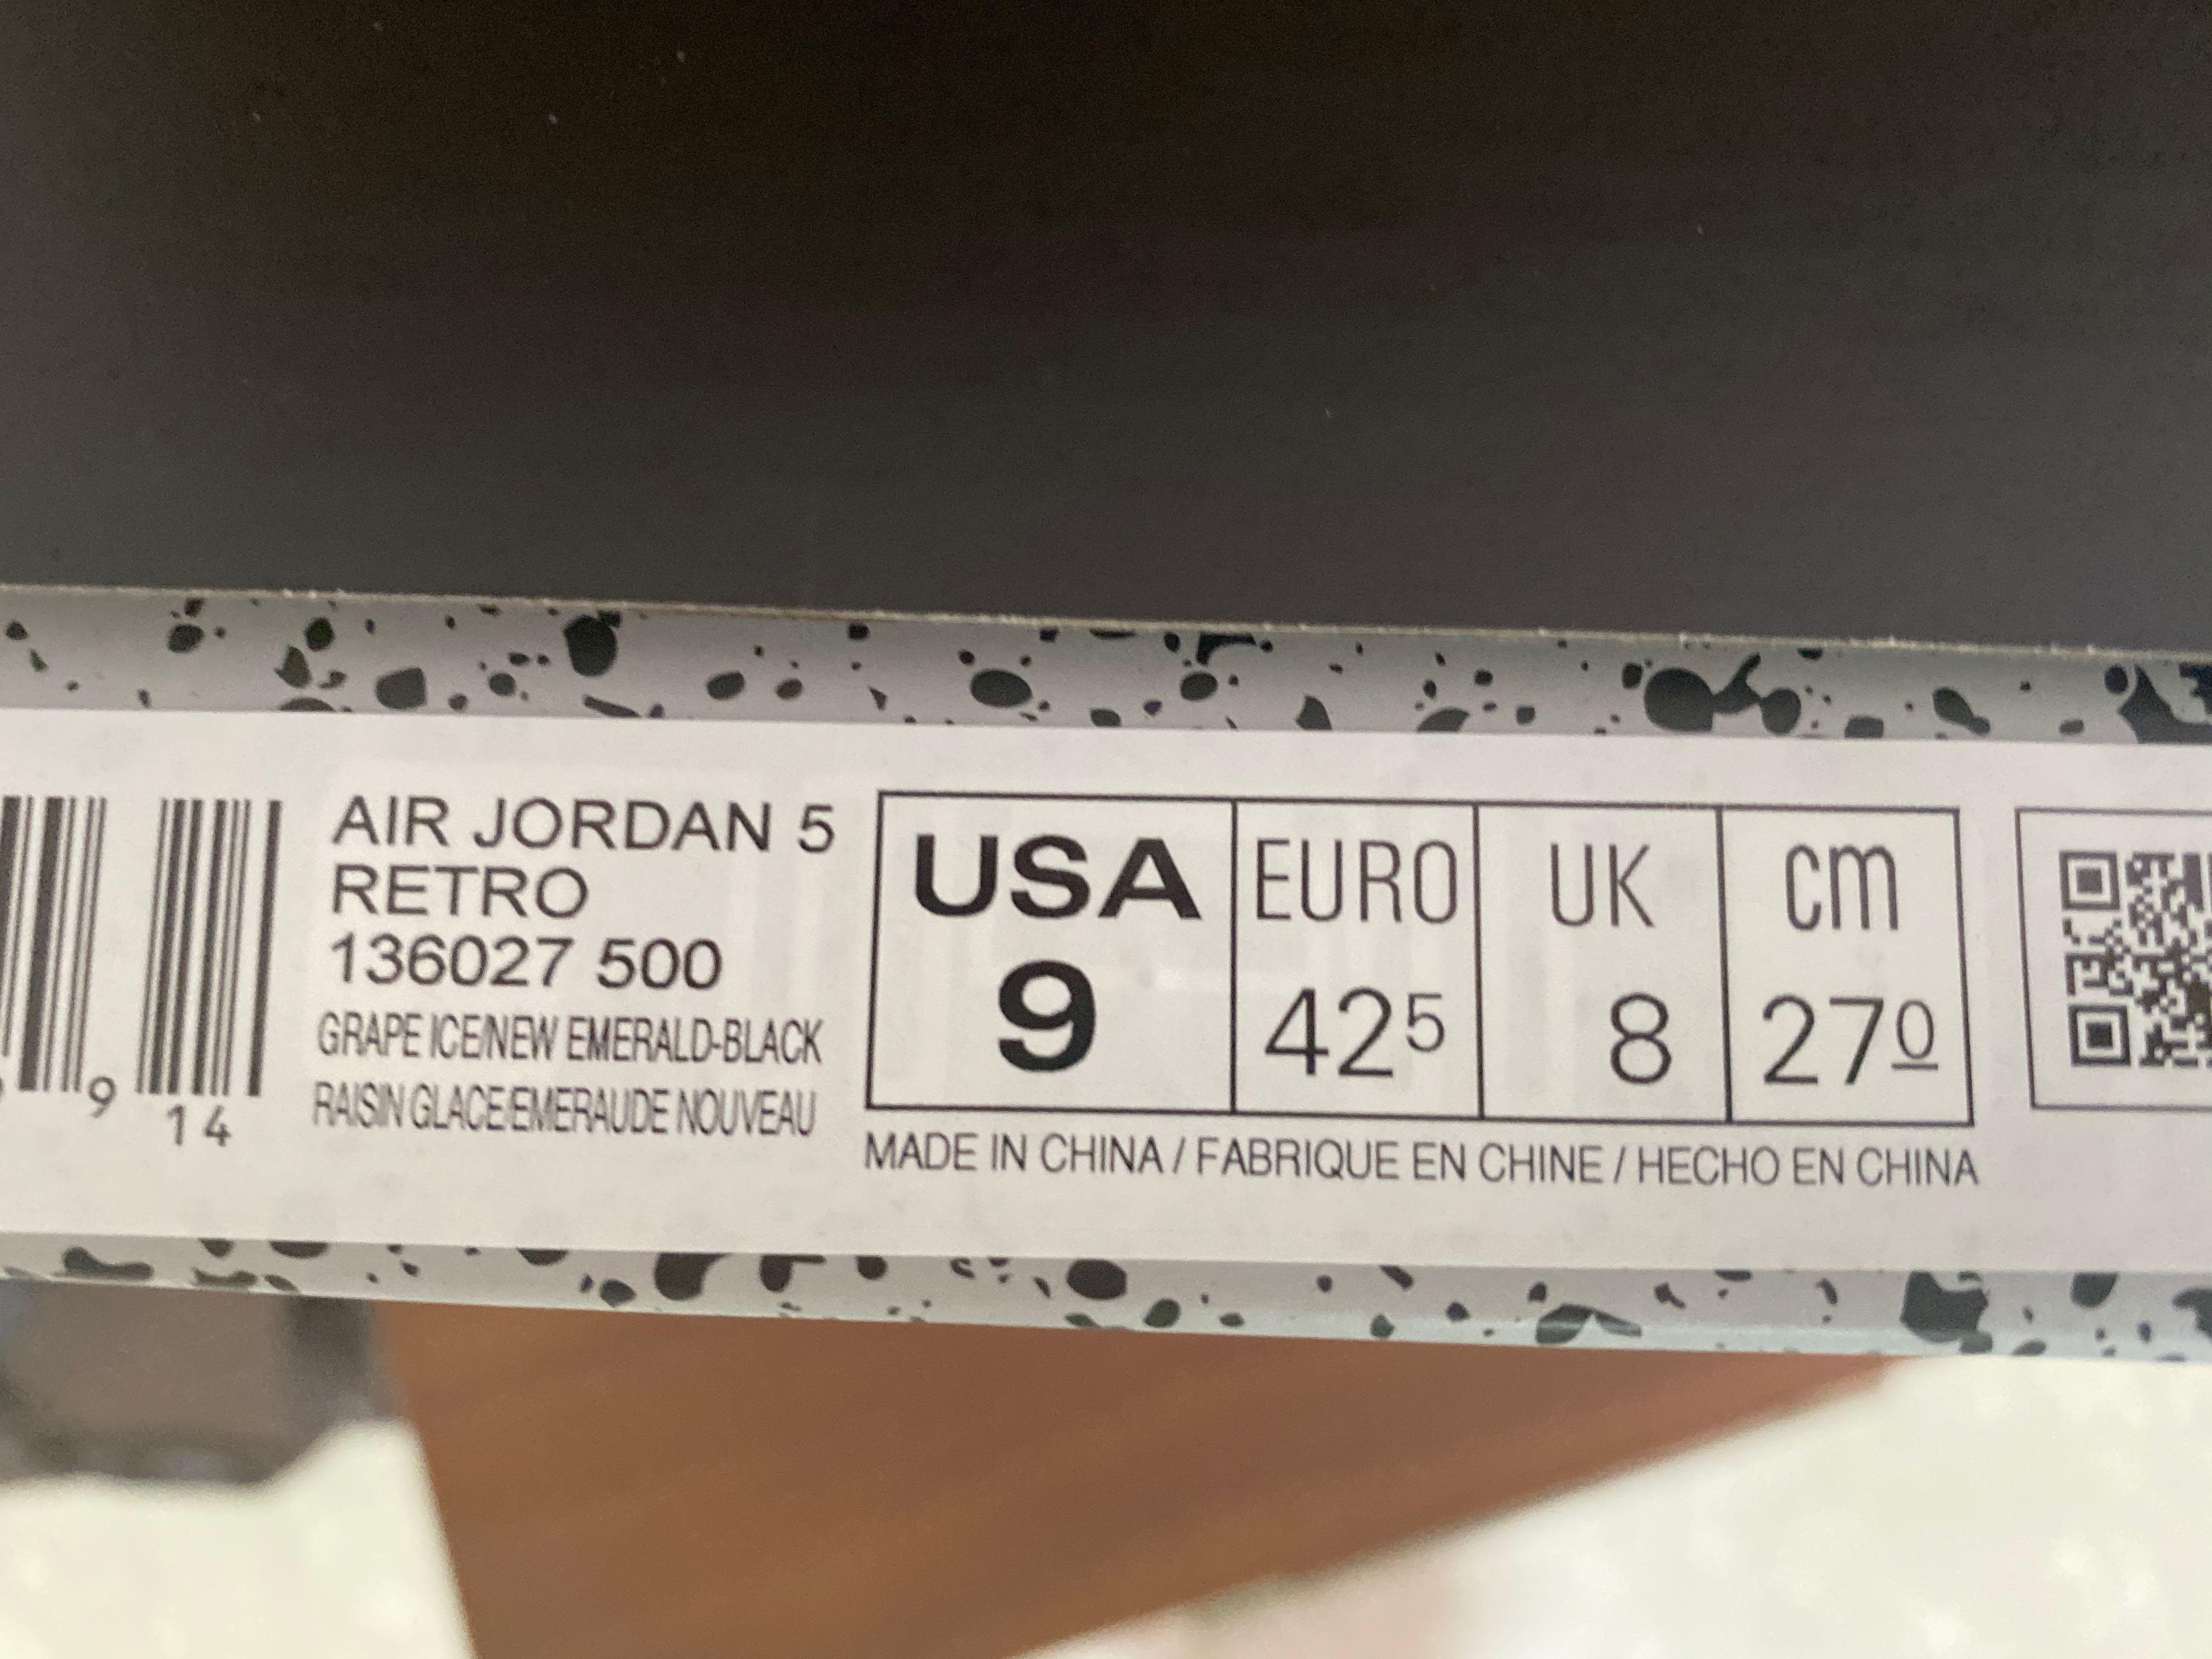 AIR JORDAN 5
RETRO
136027 500
GRAPE ICE/NEW EMERALD-BLACK
RAISIN GLACE/EMERAUDE NOUVEAU
9
14
USA EURO UK cm
9 42⁵ 8 27⁰
MADE IN CHINA / FABRIQUE EN CHINE / HECHO EN CHINA